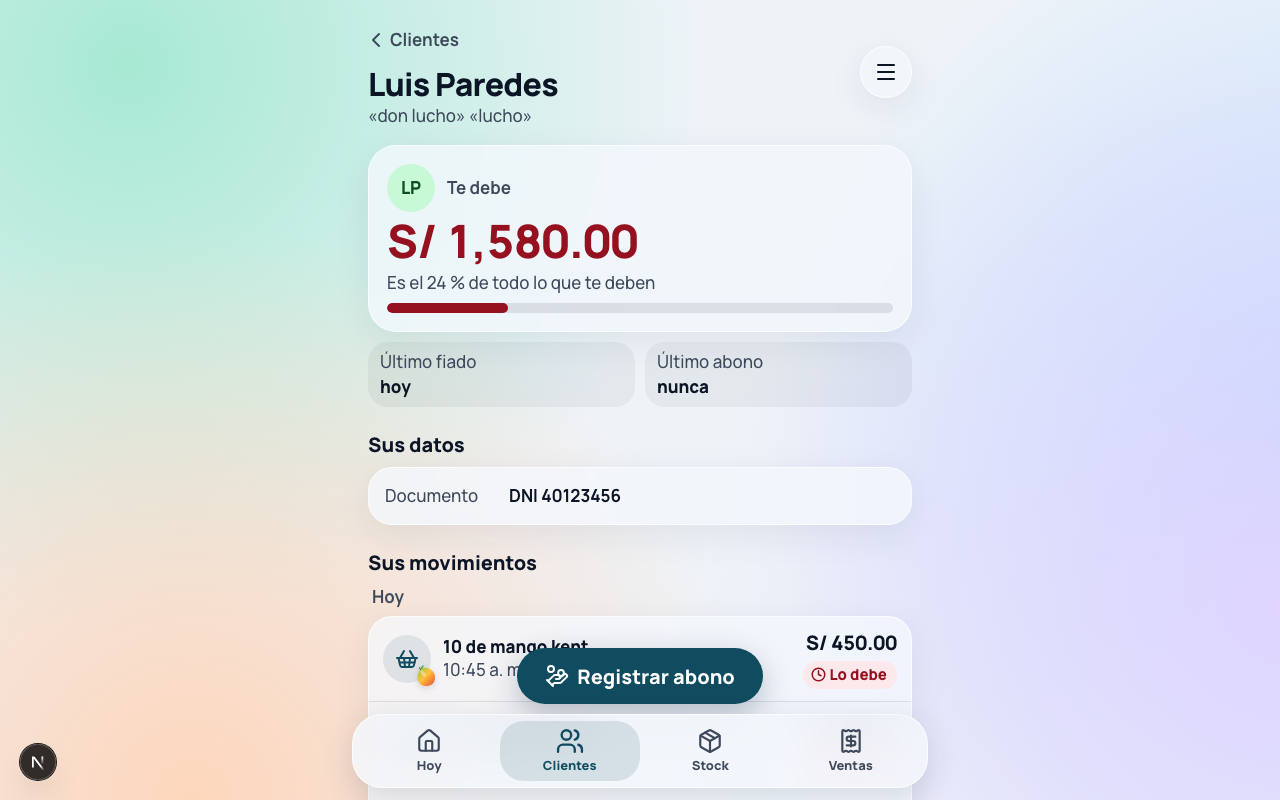 Clientes
Luis Paredes
«don lucho» «lucho»
LP
Te debe
S/ 1,580.00
Es el 24 % de todo lo que te deben
Último fiado
hoy
Último abono
nunca
Sus datos
Documento
DNI 40123456
Sus movimientos
Hoy
10 de mango kent
S/ 450.00
10:45 a. m
Lo debe
Registrar abono
Hoy
Clientes
Stock
Ventas
N